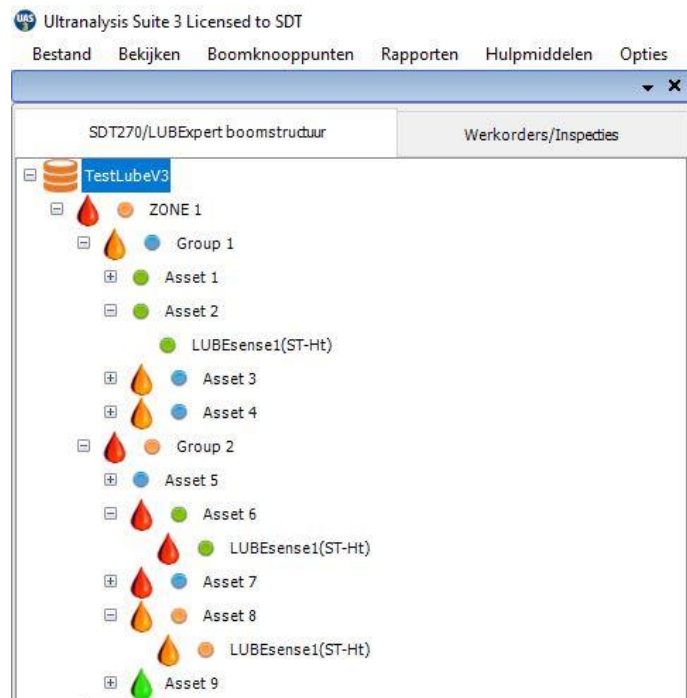 UAS 3 Ultranalysis Suite 3 Licensed to SDT
Bestand Bekijken Boomknooppunten Rapporten Hulpmiddelen Opties
SDT270/LUBExpert boomstructuur Werkorders/Inspecties
TestLubeV3
ZONE 1
Group 1
Asset 1
Asset 2
LUBEsense1(ST-Ht)
Asset 3
Asset 4
Group 2
Asset 5
Asset 6
LUBEsense1(ST-Ht)
Asset 7
Asset 8
LUBEsense1(ST-Ht)
Asset 9